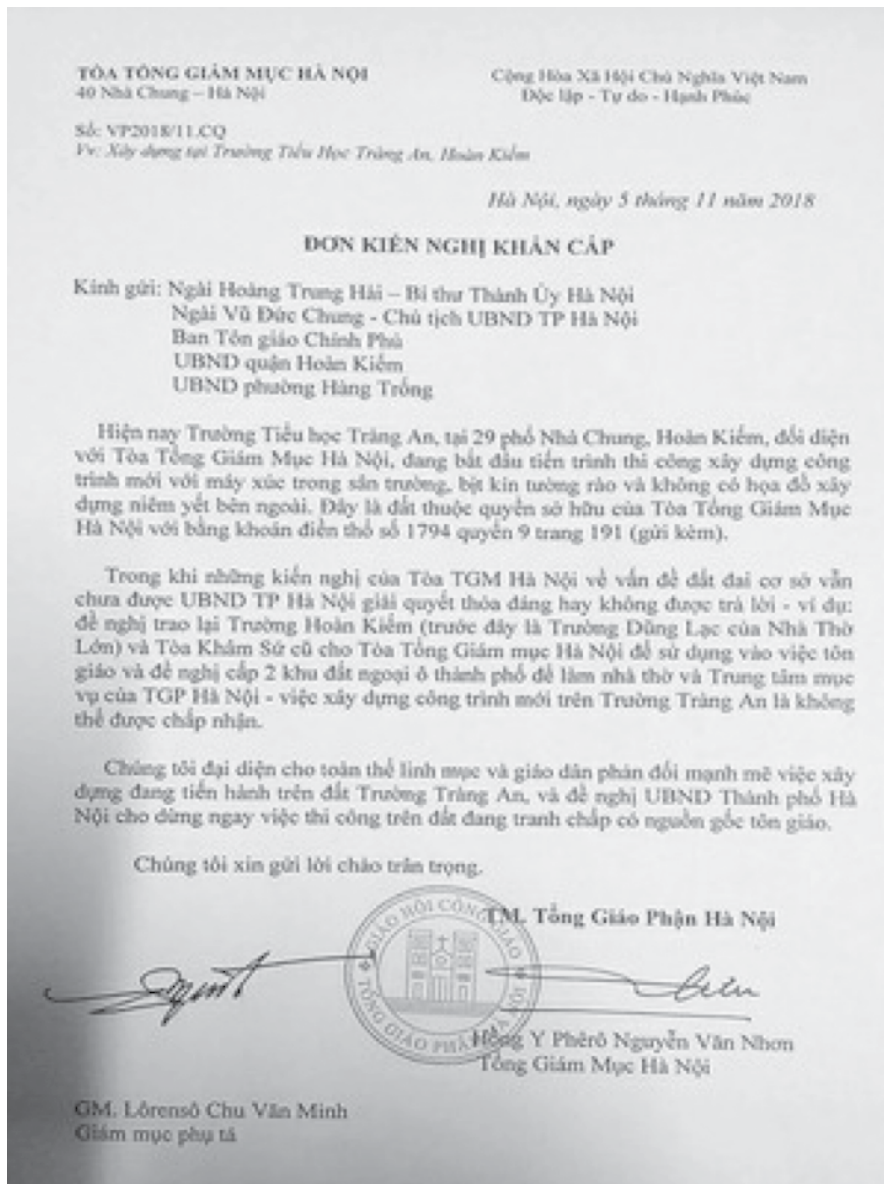 TÒA TỔNG GIÁM MỤC HÀ NỘI
40 Nhà Chung – Hà Nội
Cộng Hòa Xã Hội Chủ Nghĩa Việt Nam
Độc lập - Tự do - Hạnh Phúc
Số: VP2018/11.CQ
Vv: Xây dựng tại Trường Tiểu Học Tràng An, Hoàn Kiếm
Hà Nội, ngày 5 tháng 11 năm 2018
ĐƠN KIẾN NGHỊ KHẨN CẤP
Kính gửi: Ngài Hoàng Trung Hải – Bí thư Thành Ủy Hà Nội
Ngài Vũ Đức Chung - Chủ tịch UBND TP Hà Nội
Ban Tôn giáo Chính Phủ
UBND quận Hoàn Kiếm
UBND phường Hàng Trống
Hiện nay Trường Tiểu học Tràng An, tại 29 phố Nhà Chung, Hoàn Kiếm, đối diện
với Tòa Tổng Giám Mục Hà Nội, đang bắt đầu tiến trình thi công xây dựng công
trình mới với máy xúc trong sân trường, bịt kín tường rào và không có họa đồ xây
dựng niêm yết bên ngoài. Đây là đất thuộc quyền sở hữu của Tòa Tổng Giám Mục
Hà Nội với bằng khoán điền thổ số 1794 quyển 9 trang 191 (gửi kèm).
Trong khi những kiến nghị của Tòa TGM Hà Nội về vấn đề đất đai cơ sở vẫn
chưa được UBND TP Hà Nội giải quyết thỏa đáng hay không được trả lời - ví dụ:
đề nghị trao lại Trường Hoàn Kiếm (trước đây là Trường Dũng Lạc của Nhà Thờ
Lớn) và Tòa Khâm Sứ cũ cho Tòa Tổng Giám mục Hà Nội để sử dụng vào việc tôn
giáo và đề nghị cấp 2 khu đất ngoại ô thành phố để làm nhà thờ và Trung tâm mục
vụ của TGP Hà Nội - việc xây dựng công trình mới trên Trường Tràng An là không
thể được chấp nhận.
Chúng tôi đại diện cho toàn thể linh mục và giáo dân phản đối mạnh mẽ việc xây
dựng đang tiến hành trên đất Trường Tràng An, và đề nghị UBND Thành phố Hà
Nội cho dừng ngay việc thi công trên đất đang tranh chấp có nguồn gốc tôn giáo.
Chúng tôi xin gửi lời chào trân trọng.
TM. Tổng Giáo Phận Hà Nội
GIÁO HỘI CÔNG GIÁO
TỔNG GIÁO PHẬN HÀ NỘI
Hồng Y Phêrô Nguyễn Văn Nhơn
Tổng Giám Mục Hà Nội
GM. Lôrensô Chu Văn Minh
Giám mục phụ tá